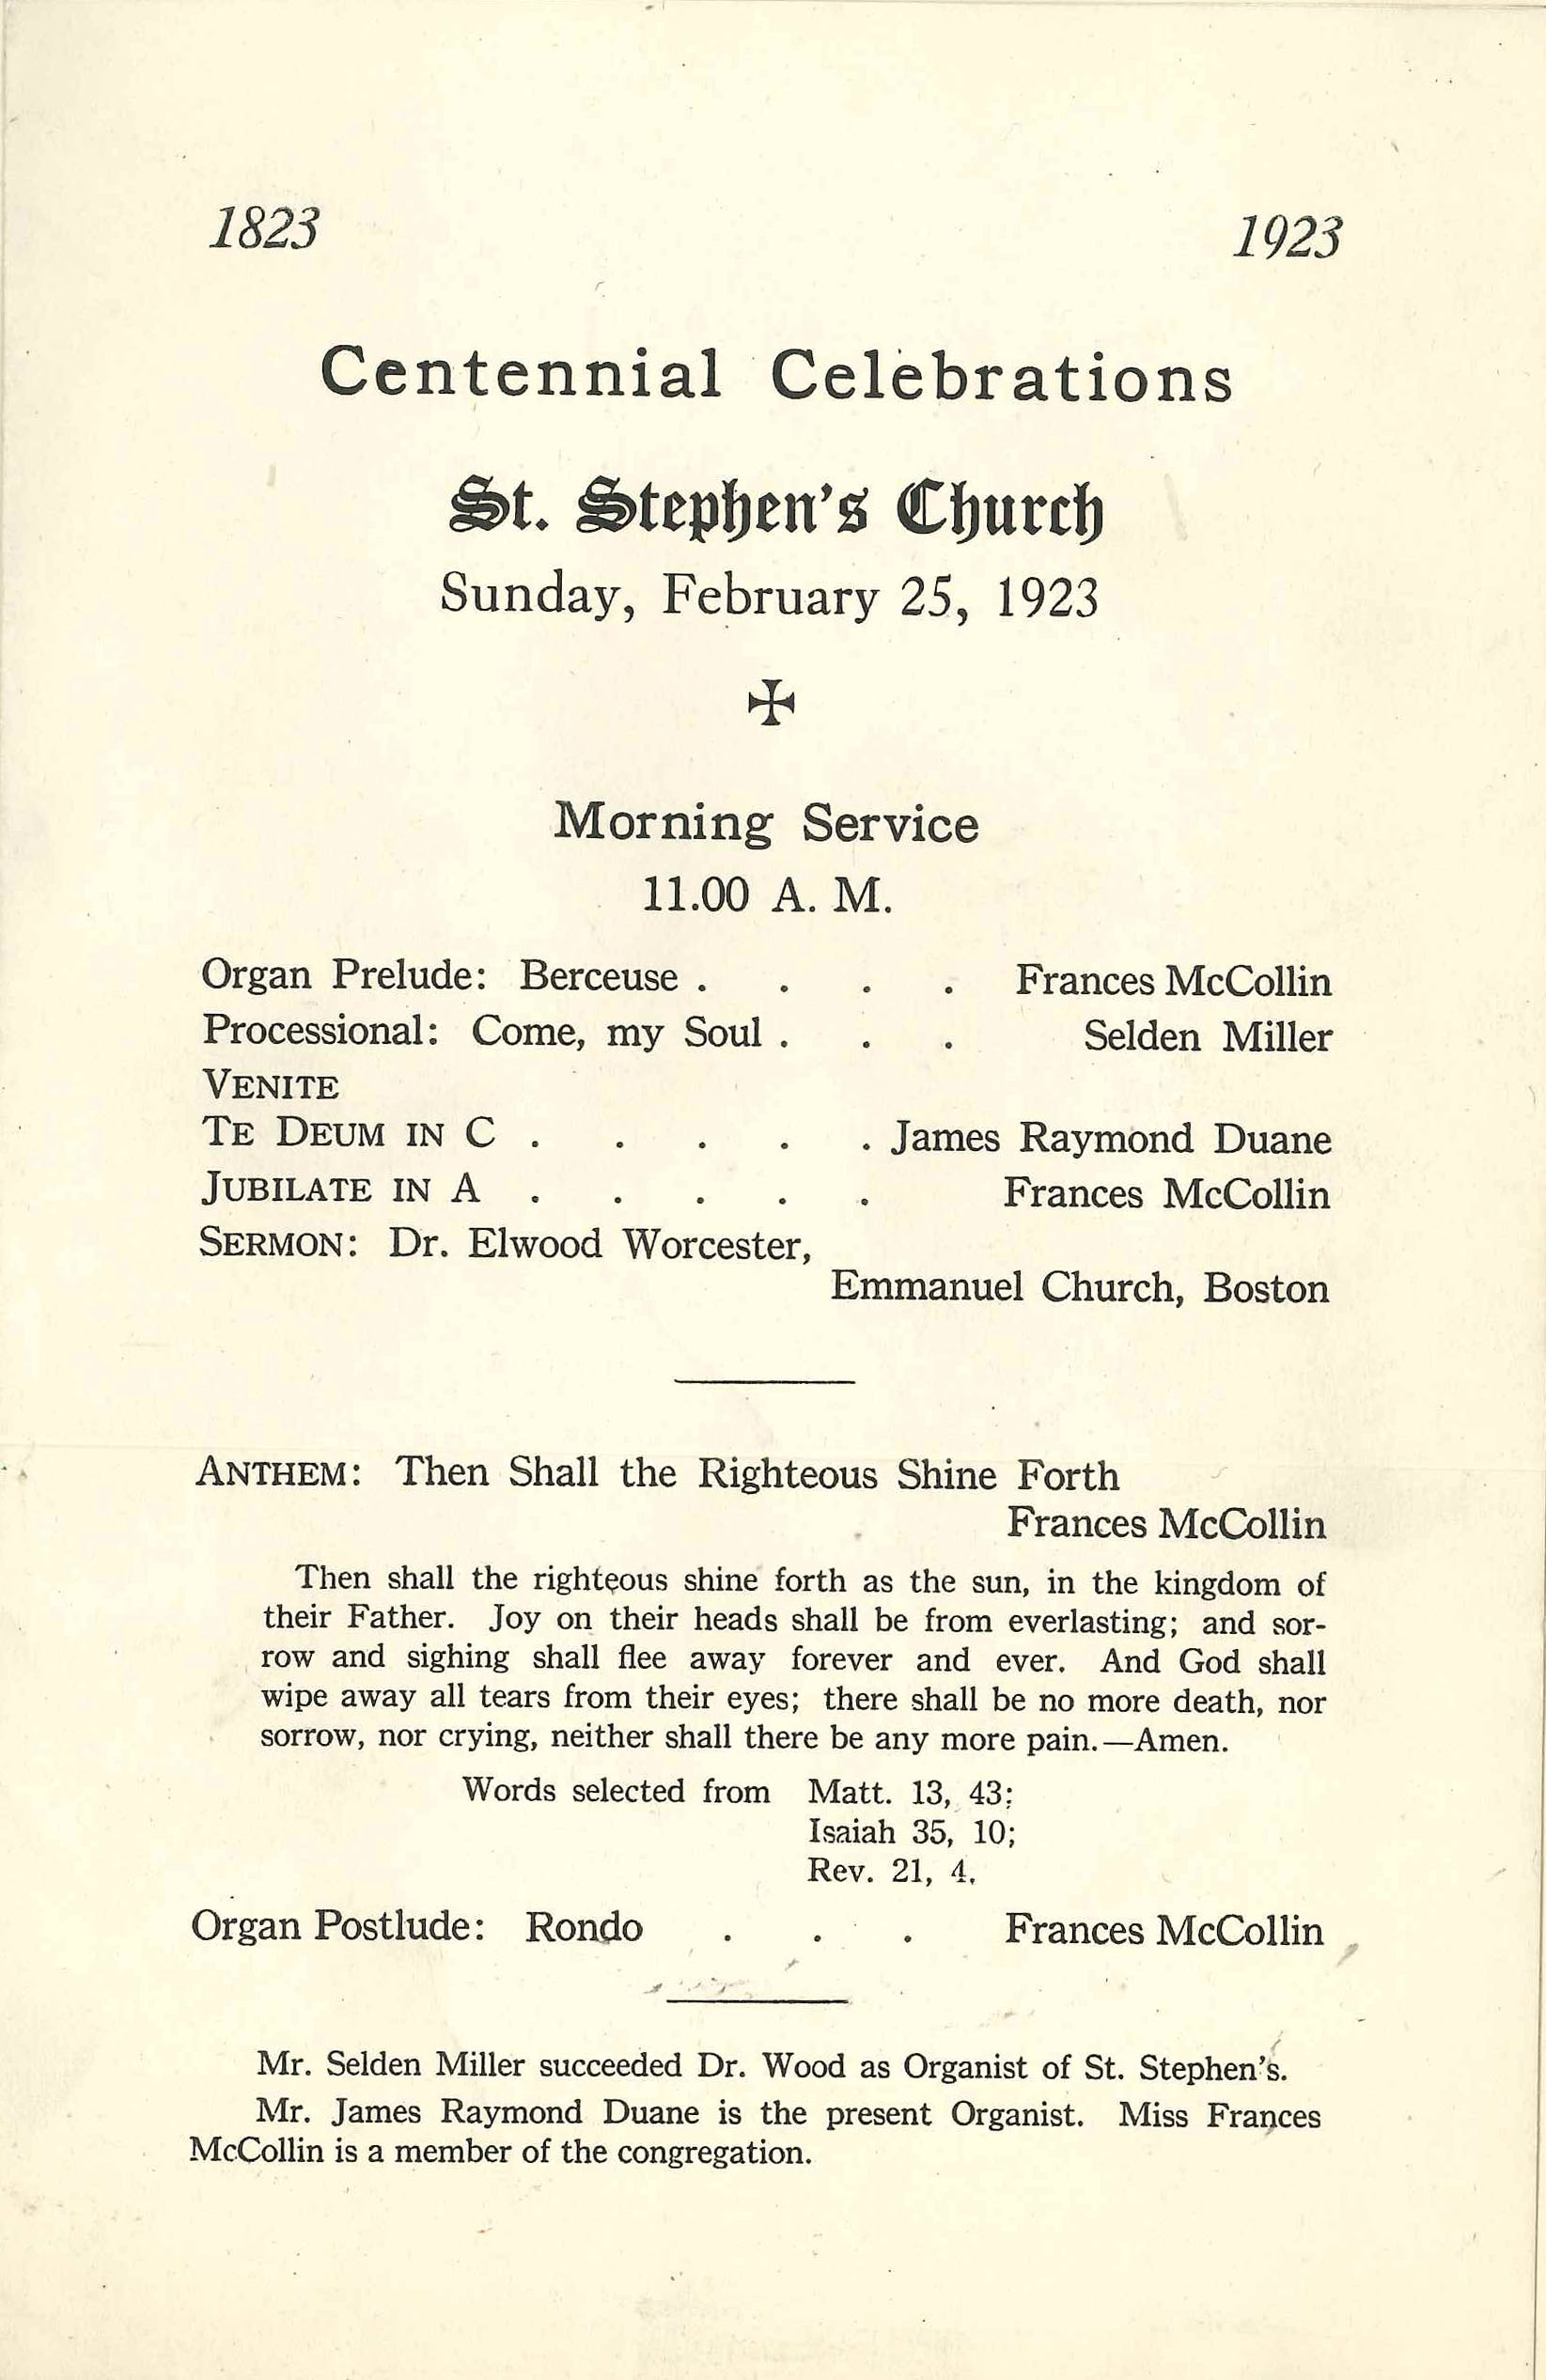 1823 1923
Centennial Celebrations
St. Stephen's Church
Sunday, February 25, 1923
✠
Morning Service
11.00 A. M.
Organ Prelude: Berceuse . . . . Frances McCollin
Processional: Come, my Soul . . . Selden Miller
VENITE
TE DEUM IN C . . . . . James Raymond Duane
JUBILATE IN A . . . . . Frances McCollin
SERMON: Dr. Elwood Worcester,
Emmanuel Church, Boston
ANTHEM: Then Shall the Righteous Shine Forth
Frances McCollin
Then shall the righteous shine forth as the sun, in the kingdom of
their Father. Joy on their heads shall be from everlasting; and sor-
row and sighing shall flee away forever and ever. And God shall
wipe away all tears from their eyes; there shall be no more death, nor
sorrow, nor crying, neither shall there be any more pain.—Amen.
Words selected from Matt. 13, 43;
Isaiah 35, 10;
Rev. 21, 4.
Organ Postlude: Rondo . . . Frances McCollin
Mr. Selden Miller succeeded Dr. Wood as Organist of St. Stephen's.
Mr. James Raymond Duane is the present Organist. Miss Frances
McCollin is a member of the congregation.